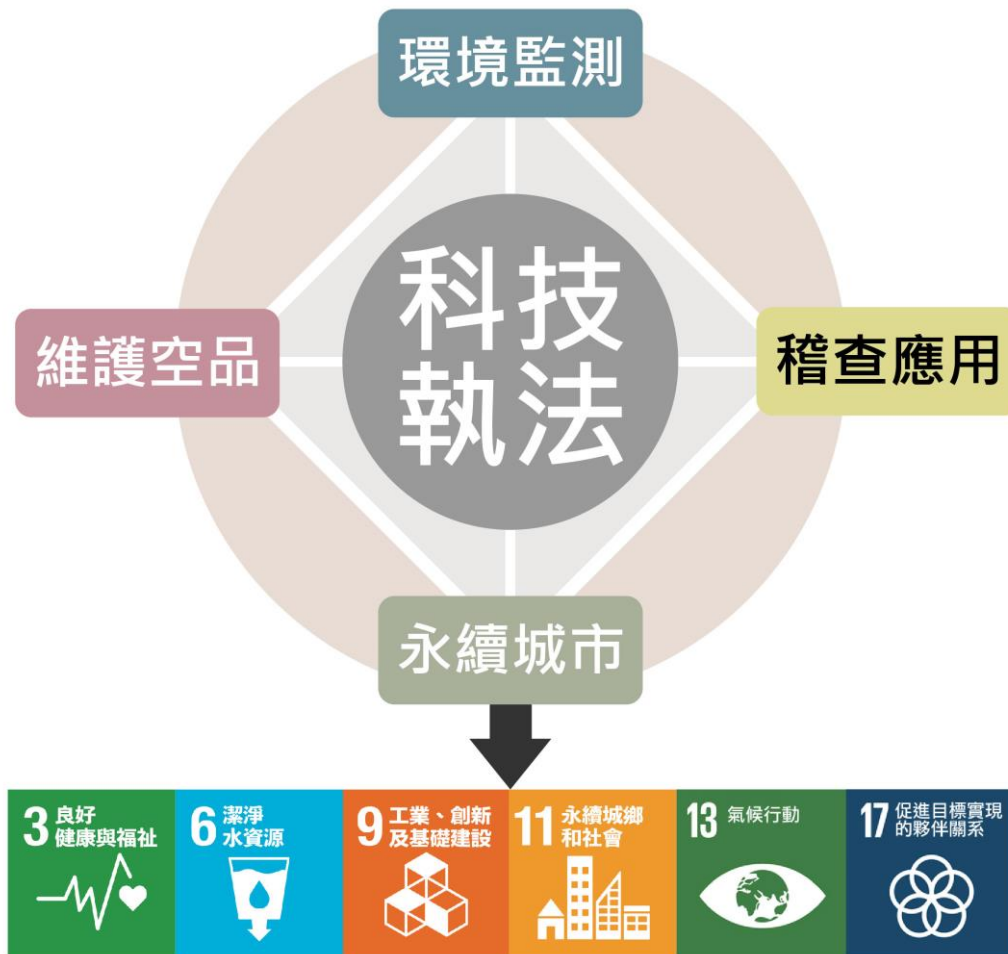 環境監測
維護空品
科技
執法
稽查應用
永續城市
3 良好
健康與福祉
6 潔淨
水資源
9 工業、創新
及基礎建設
11 永續城鄉
和社會
13 氣候行動
17 促進目標實現
的夥伴關系